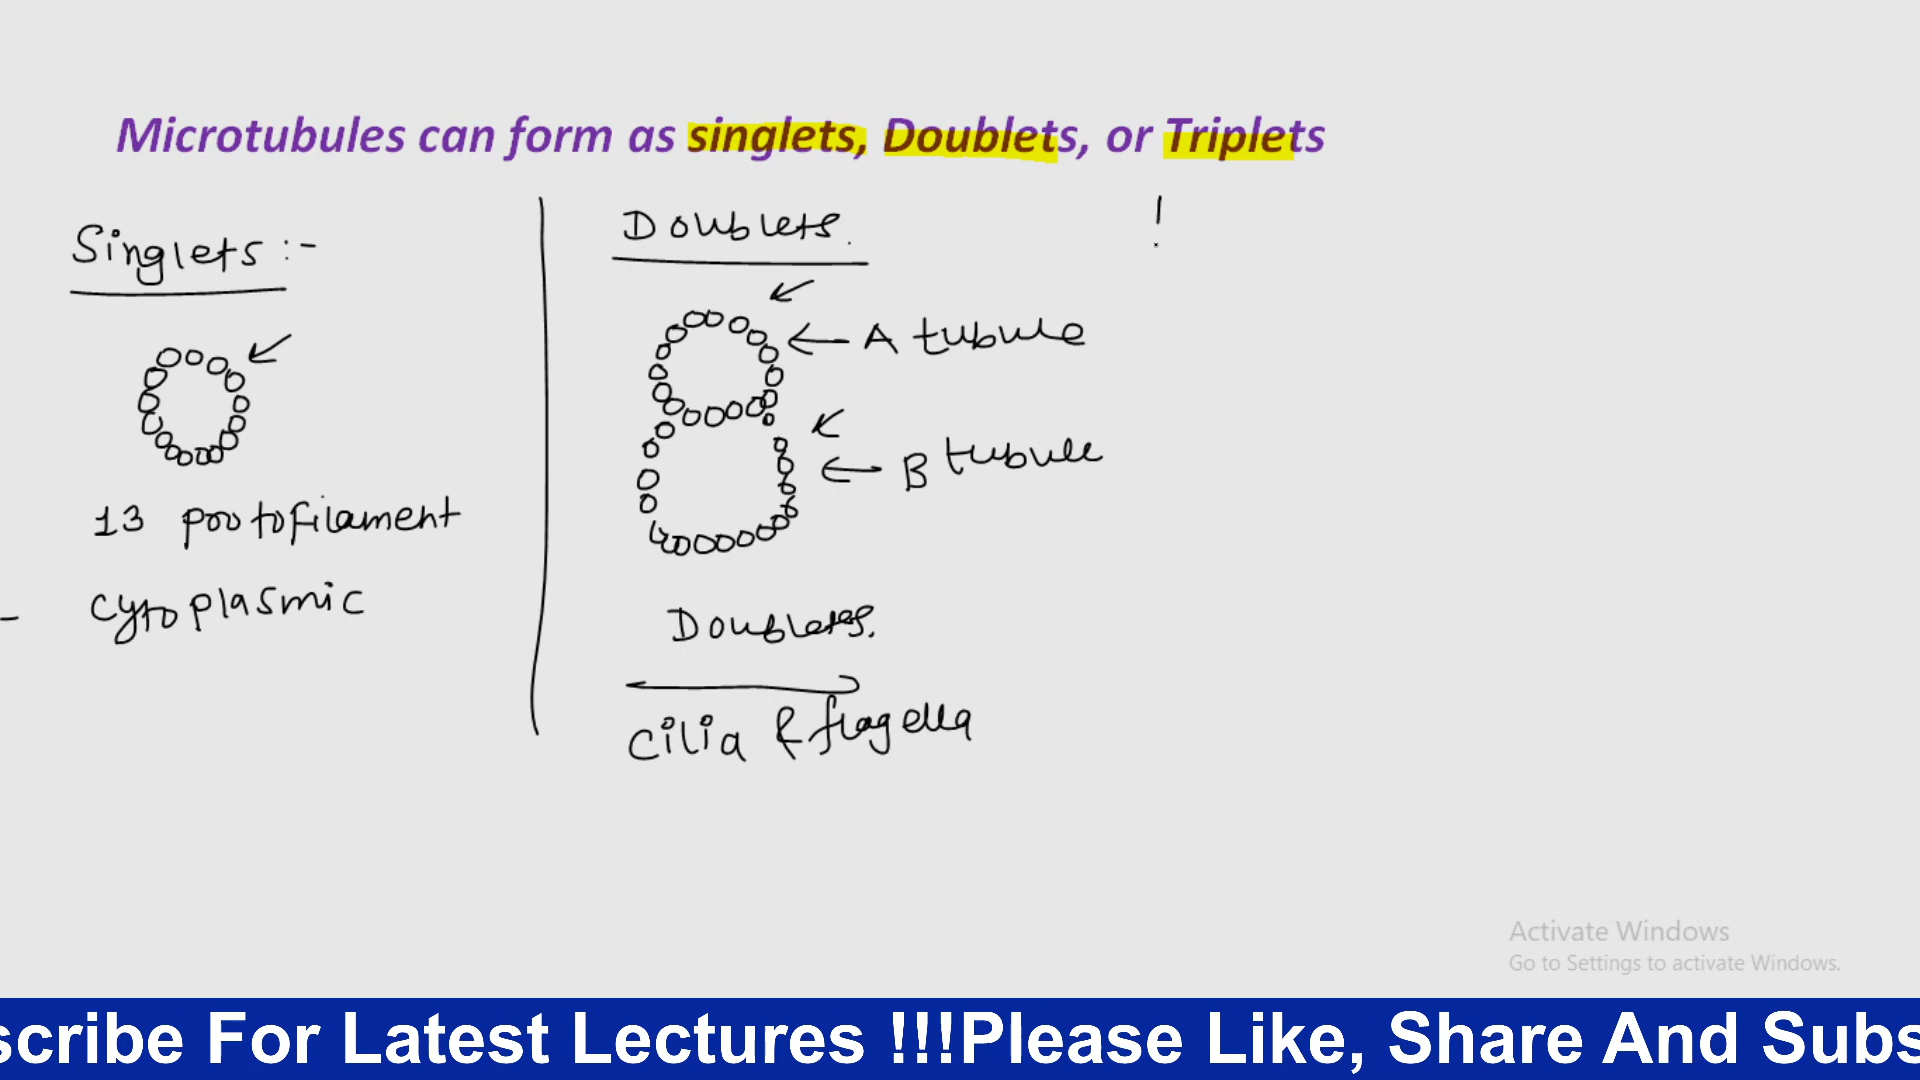 Microtubules can form as singlets, Doublets, or Triplets
Singlets :-
13 protofilament
- cytoplasmic
Doublets.
← A tubule
← B tubule
Doubletes.
cilia & flagella
Activate Windows
Go to Settings to activate Windows.
scribe For Latest Lectures !!!Please Like, Share And Subs